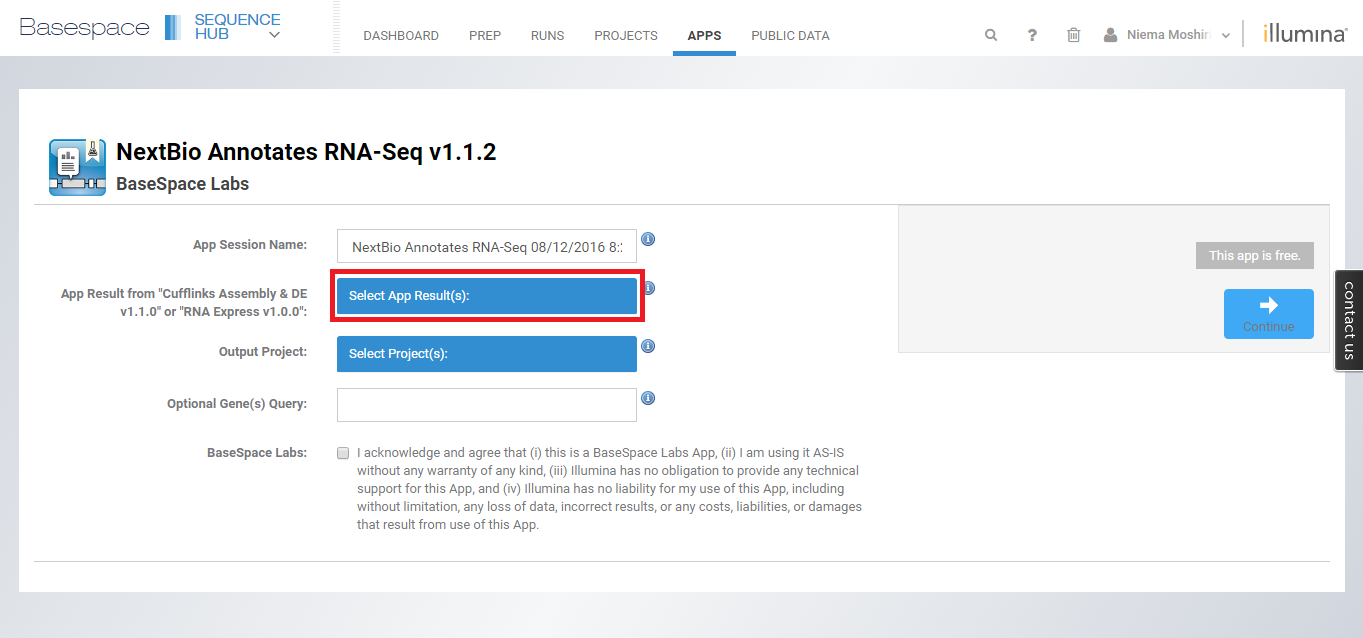 Basespace SEQUENCE HUB DASHBOARD PREP RUNS PROJECTS APPS PUBLIC DATA ? Niema Moshiri illumina
NextBio Annotates RNA-Seq v1.1.2
BaseSpace Labs
App Session Name: NextBio Annotates RNA-Seq 08/12/2016 8:
This app is free.
App Result from "Cufflinks Assembly & DE
v1.1.0" or "RNA Express v1.0.0":
Select App Result(s):
Continue
contact us
Output Project: Select Project(s):
Optional Gene(s) Query:
BaseSpace Labs: I acknowledge and agree that (i) this is a BaseSpace Labs App, (ii) I am using it AS-IS
without any warranty of any kind, (iii) Illumina has no obligation to provide any technical
support for this App, and (iv) Illumina has no liability for my use of this App, including
without limitation, any loss of data, incorrect results, or any costs, liabilities, or damages
that result from use of this App.